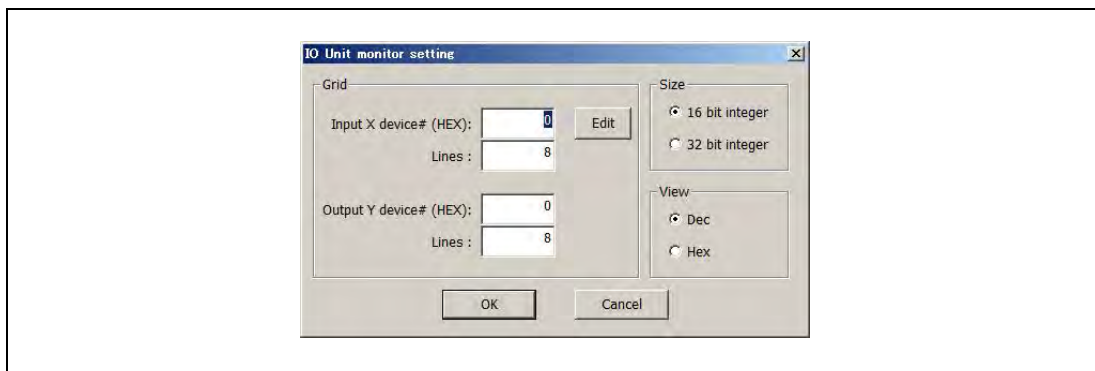 IO Unit monitor setting
Grid
Input X device# (HEX): 0 Edit
Lines : 8
Output Y device# (HEX): 0
Lines : 8
Size
16 bit integer
32 bit integer
View
Dec
Hex
OK Cancel